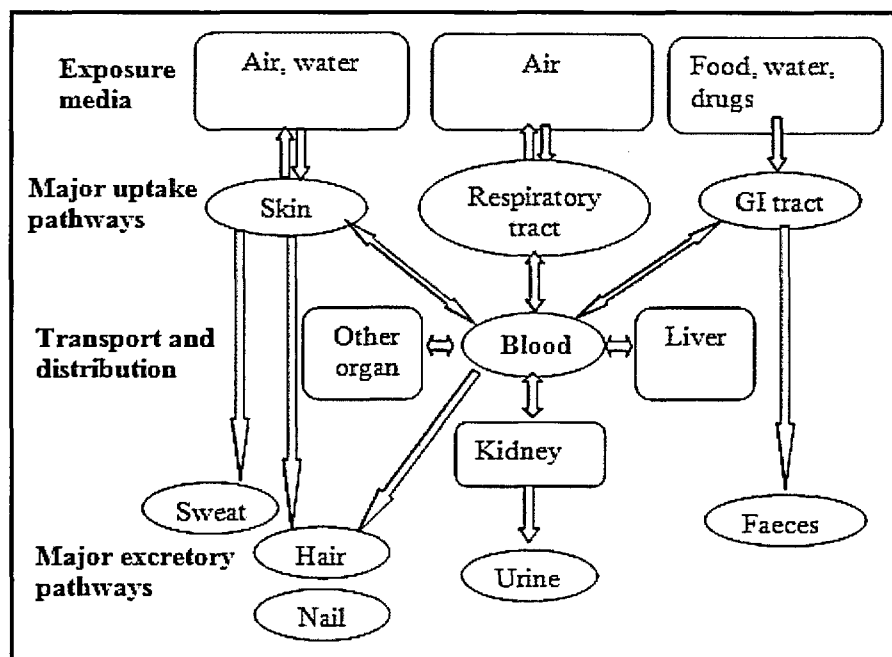 Exposure
media
Air, water
Air
Food, water,
drugs
Major uptake
pathways
Skin
Respiratory
tract
GI tract
Transport and
distribution
Other
organ
Blood
Liver
Kidney
Sweat
Faeces
Major excretory
pathways
Hair
Urine
Nail